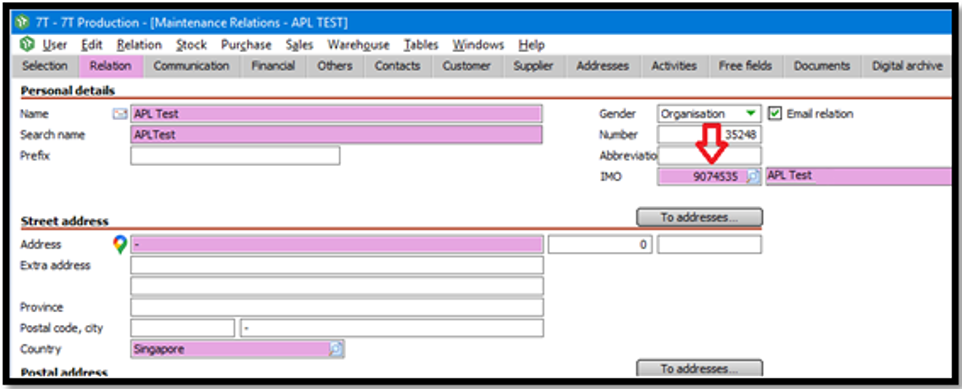 7T - 7T Production - [Maintenance Relations - APL TEST]
User Edit Relation Stock Purchase Sales Warehouse Tables Windows Help
Selection Relation Communication Financial Others Contacts Customer Supplier Addresses Activities Free fields Documents Digital archive
Personal details
Name APL Test Gender Organisation Email relation
Search name APLTest Number 35248
Prefix Abbreviatio
IMO 9074535 APL Test
Street address To addresses...
Address - 0
Extra address
Province
Postal code, city -
Country Singapore
Postal address To addresses...